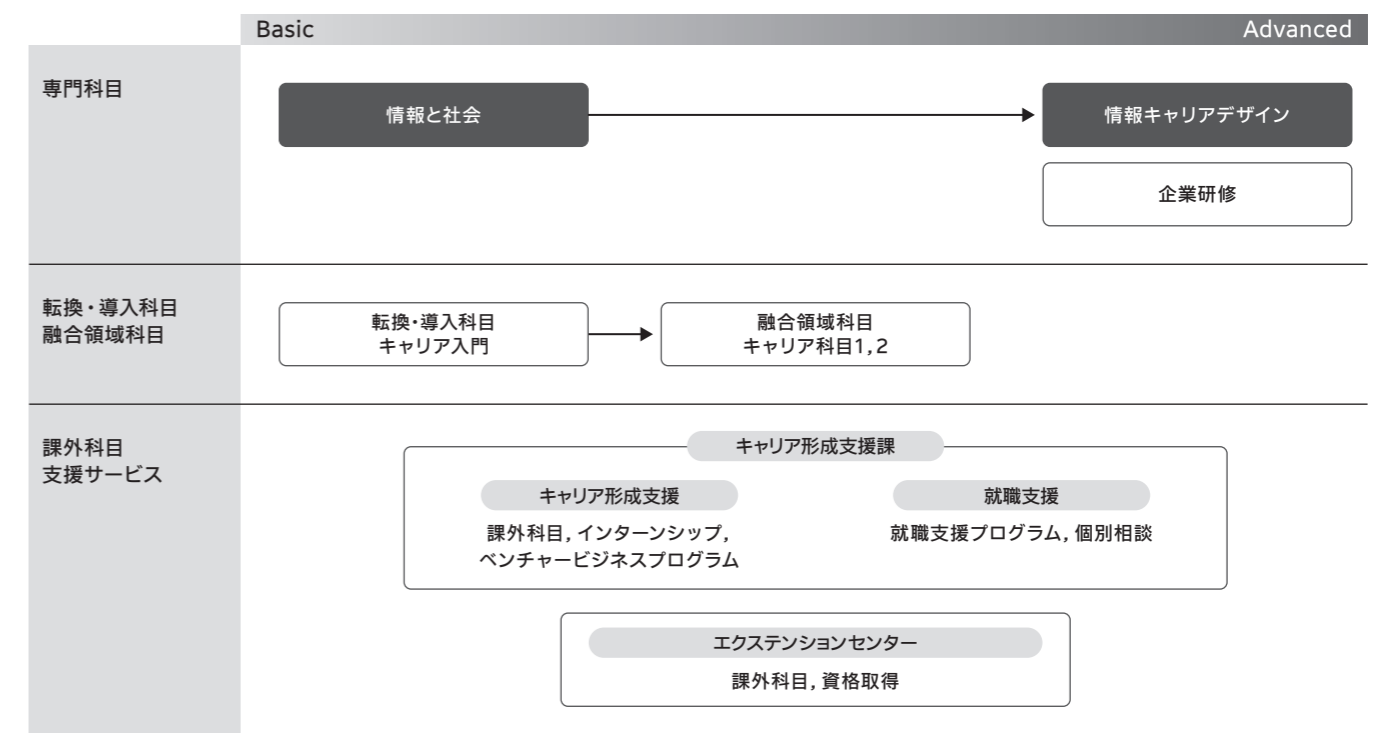 Basic
Advanced
専門科目
情報と社会
情報キャリアデザイン
企業研修
転換・導入科目
融合領域科目
転換・導入科目
キャリア入門
融合領域科目
キャリア科目1,2
課外科目
支援サービス
キャリア形成支援課
キャリア形成支援
課外科目, インターンシップ,
ベンチャービジネスプログラム
就職支援
就職支援プログラム, 個別相談
エクステンションセンター
課外科目, 資格取得